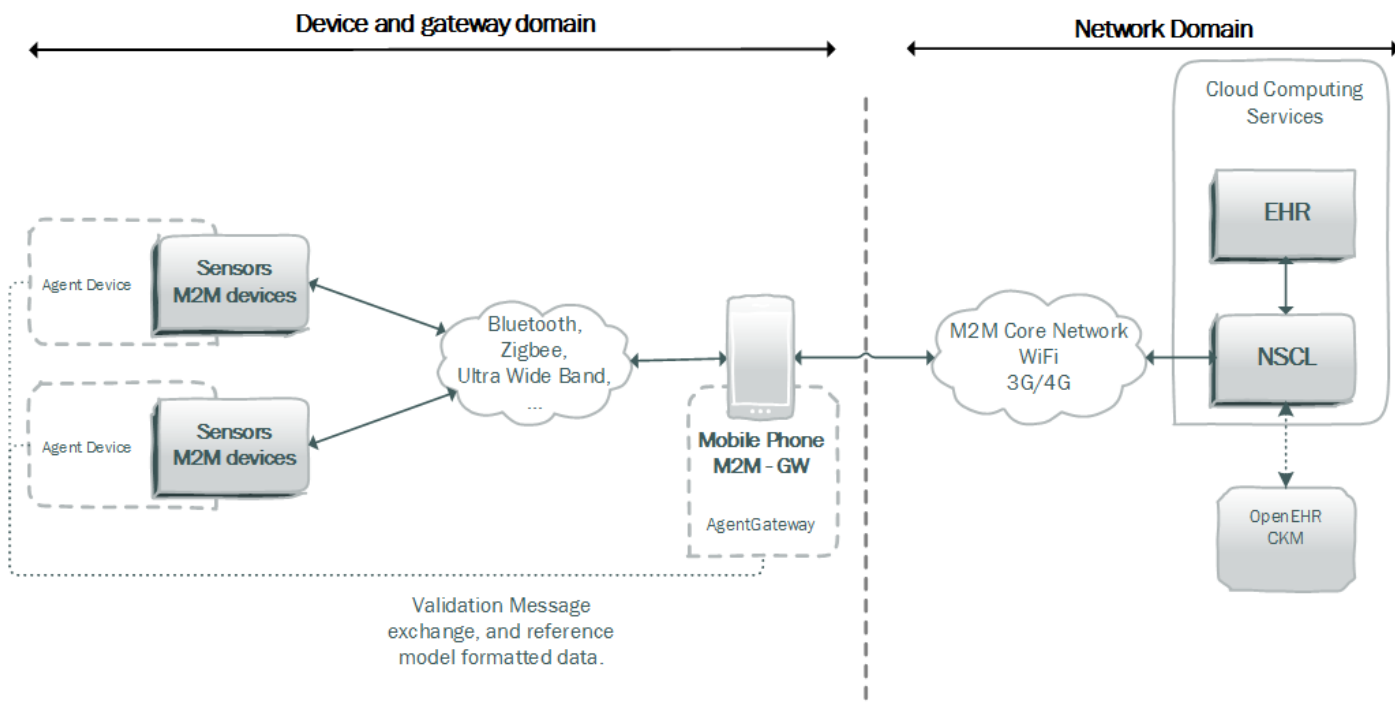 Device and gateway domain
Network Domain
Cloud Computing
Services
EHR
Agent Device
Sensors
M2M devices
Bluetooth,
Zigbee,
Ultra Wide Band,
...
M2M Core Network
WiFi
3G/4G
NSCL
Agent Device
Sensors
M2M devices
Mobile Phone
M2M - GW
AgentGateway
OpenEHR
CKM
Validation Message
exchange, and reference
model formatted data.